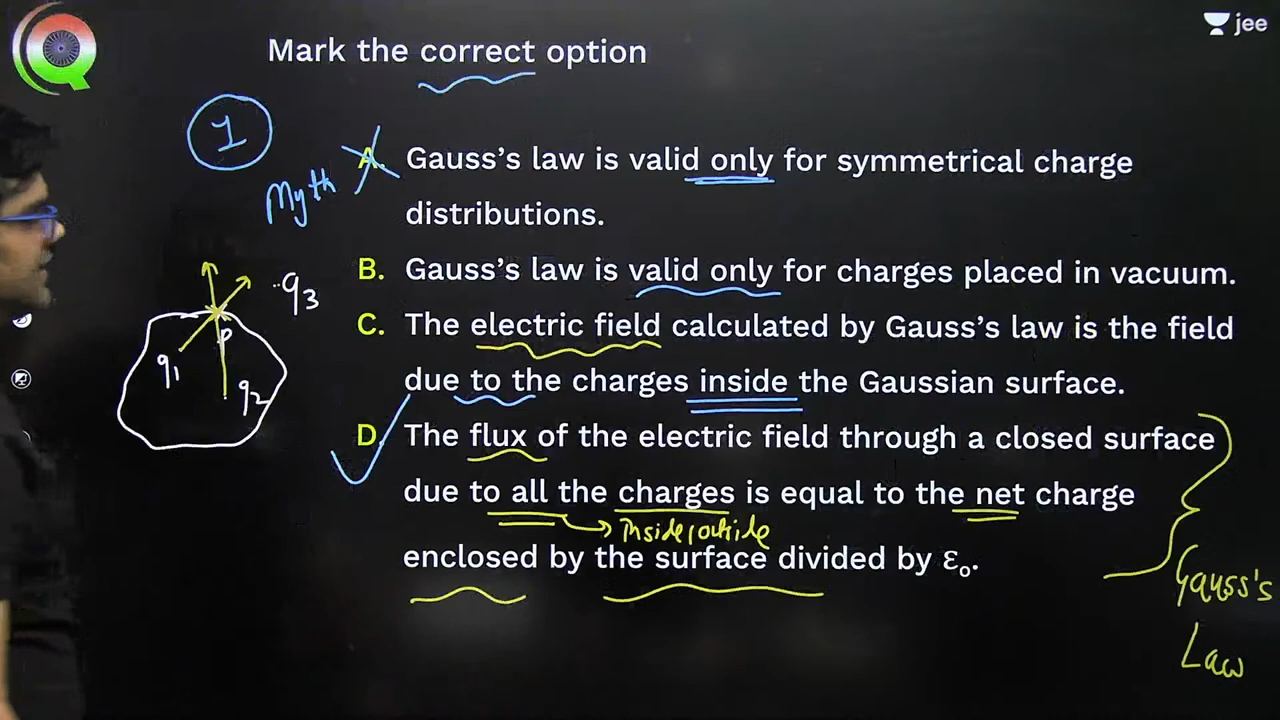 jee
Mark the correct option
1
Myth
A. Gauss's law is valid only for symmetrical charge
distributions.
B. Gauss's law is valid only for charges placed in vacuum.
C. The electric field calculated by Gauss's law is the field
due to the charges inside the Gaussian surface.
D. The flux of the electric field through a closed surface
due to all the charges is equal to the net charge
inside/outside
enclosed by the surface divided by ε₀.
q₃
P
q₁
q₂
Gauss's
Law